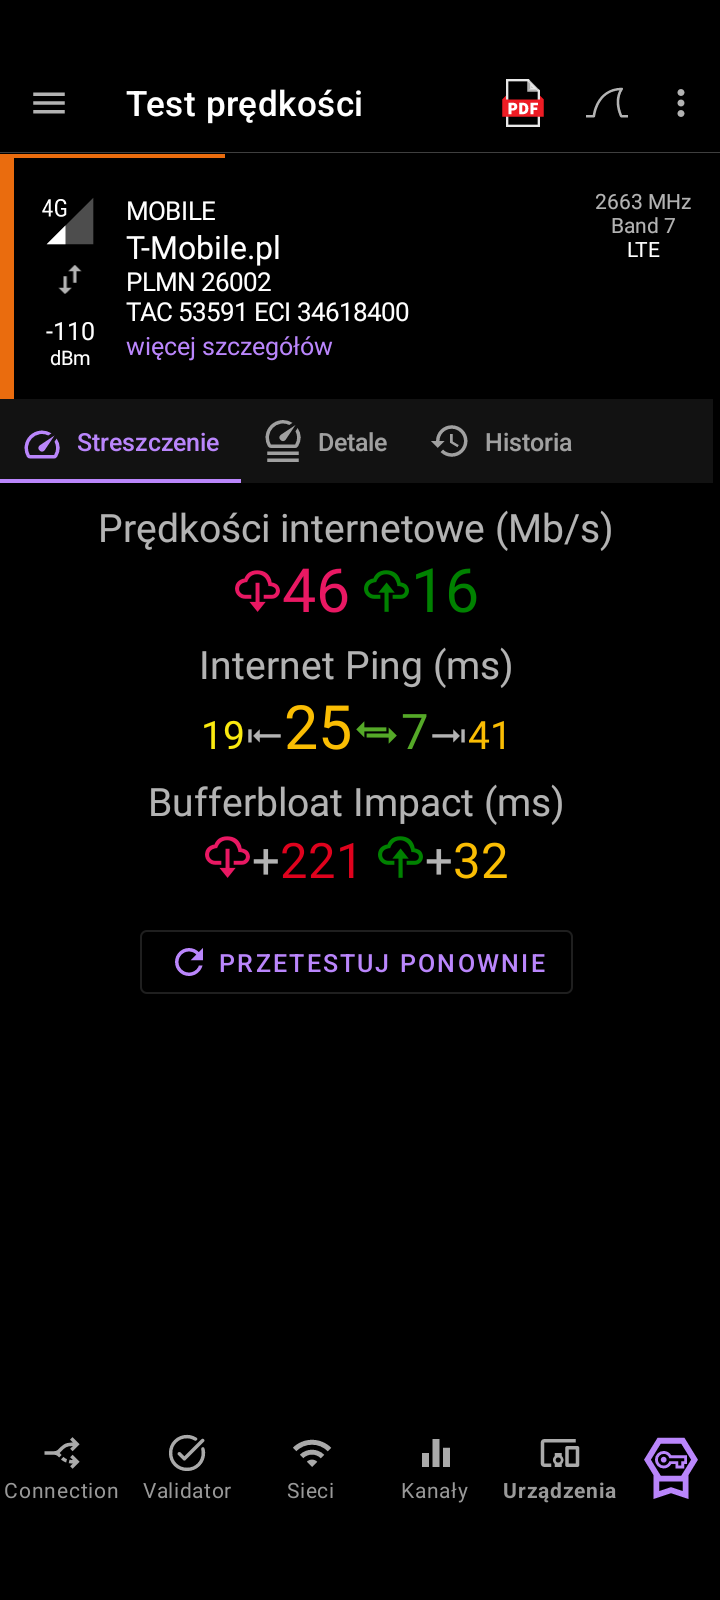 Test prędkości
PDF
4G
MOBILE
2663 MHz
T-Mobile.pl
Band 7
PLMN 26002
LTE
TAC 53591 ECI 34618400
-110
dBm
więcej szczegółów
Streszczenie
Detale
Historia
Prędkości internetowe (Mb/s)
46 16
Internet Ping (ms)
19 25 7 41
Bufferbloat Impact (ms)
+221 +32
PRZETESTUJ PONOWNIE
Connection
Validator
Sieci
Kanały
Urządzenia